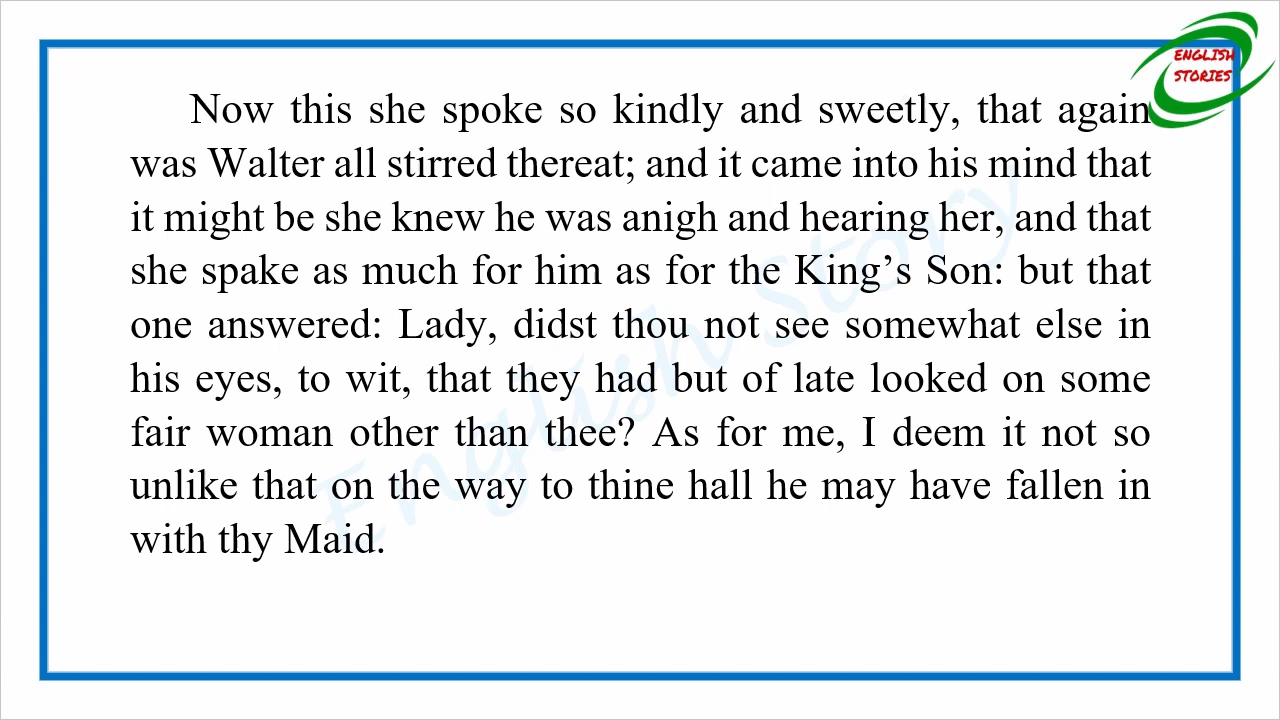 ENGLISH
STORIES
Now this she spoke so kindly and sweetly, that again
was Walter all stirred thereat; and it came into his mind that
it might be she knew he was anigh and hearing her, and that
she spake as much for him as for the King’s Son: but that
one answered: Lady, didst thou not see somewhat else in
his eyes, to wit, that they had but of late looked on some
fair woman other than thee? As for me, I deem it not so
unlike that on the way to thine hall he may have fallen in
with thy Maid.
English Story